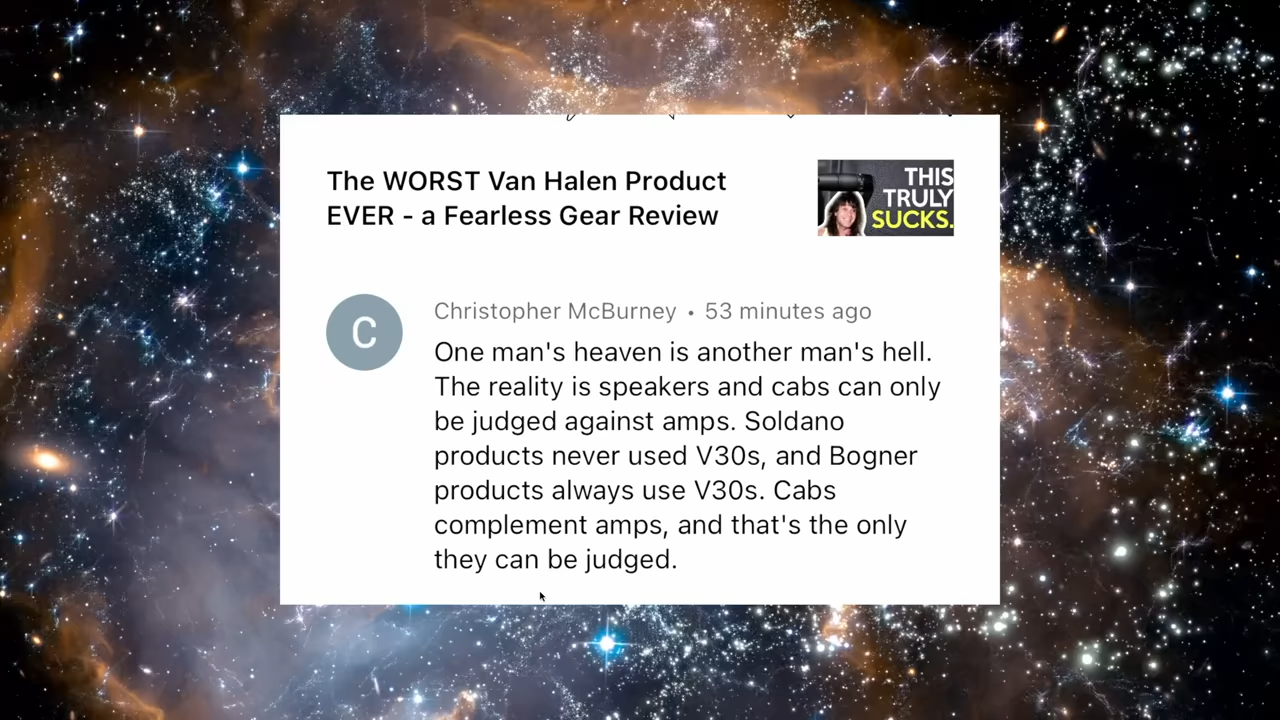 The WORST Van Halen Product
EVER - a Fearless Gear Review
THIS
TRULY
SUCKS.
C
Christopher McBurney • 53 minutes ago
One man's heaven is another man's hell.
The reality is speakers and cabs can only
be judged against amps. Soldano
products never used V30s, and Bogner
products always use V30s. Cabs
complement amps, and that's the only
they can be judged.